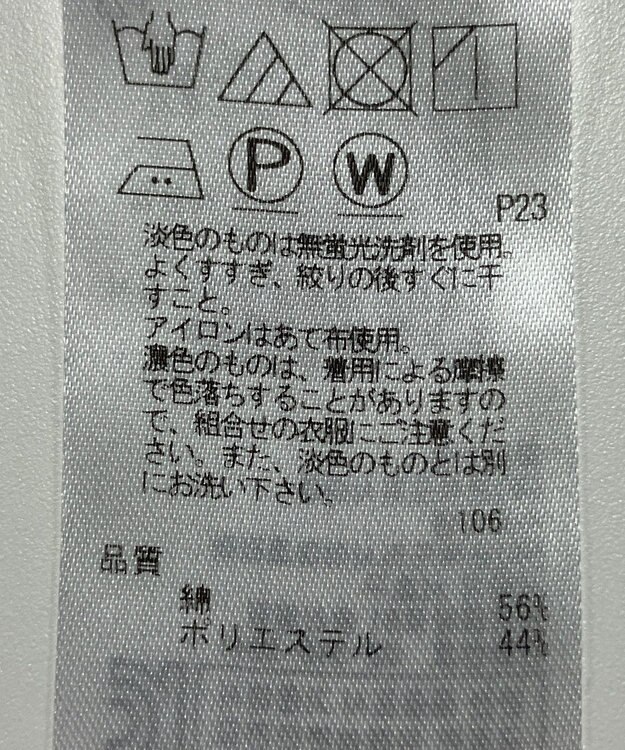 P W
P23
淡色のものは無蛍光洗剤を使用。
よくすすぎ、絞りの後すぐに干
すこと。
アイロンはあて布使用。
濃色のものは、着用による摩擦
で色落ちすることがありますの
で、組合せの衣服にご注意くだ
さい。また、淡色のものとは別
にお洗い下さい。
106
品質
綿 56%
ポリエステル 44%